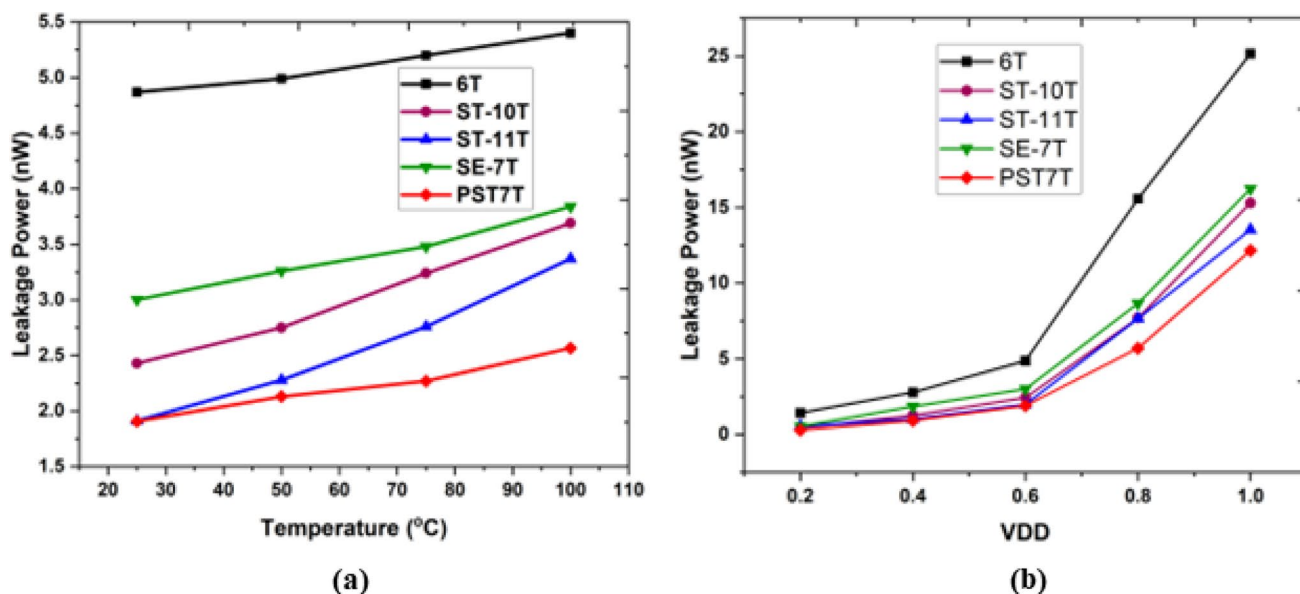 5.5
5.0
4.5
4.0
3.5
3.0
2.5
2.0
1.5
Leakage Power (nW)
6T
ST-10T
ST-11T
SE-7T
PST7T
20 30 40 50 60 70 80 90 100 110
Temperature (°C)
(a)
25
20
15
10
5
0
Leakage Power (nW)
6T
ST-10T
ST-11T
SE-7T
PST7T
0.2 0.4 0.6 0.8 1.0
VDD
(b)